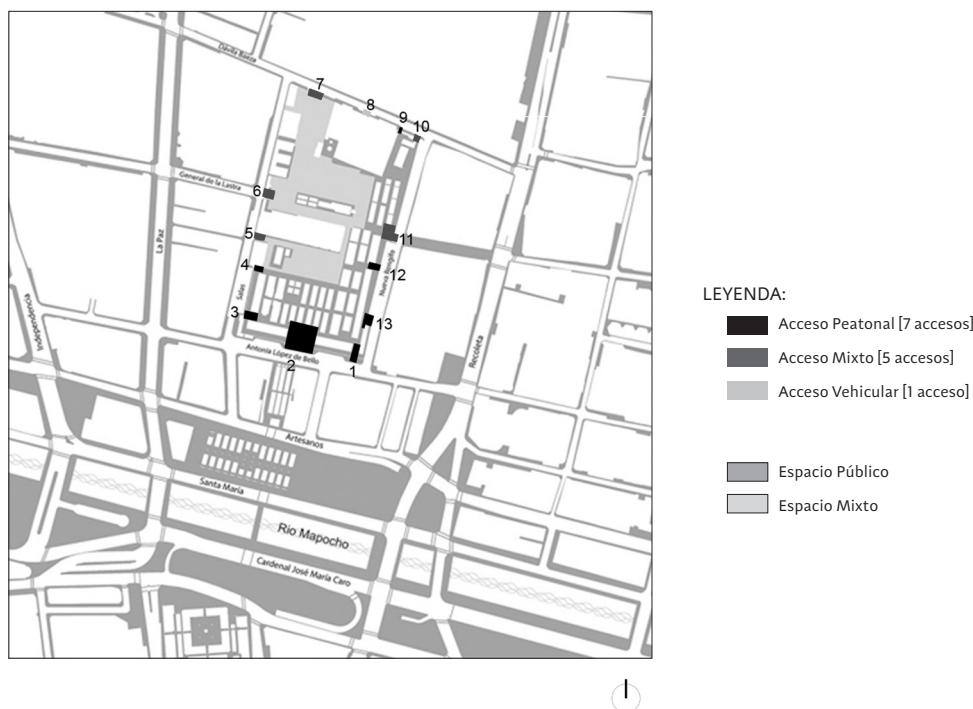 Dávila Baeza
7
8
9
10
General de la Lastra
6
La Paz
5
11
4
12
Nueva Rengifo
Salas
3
13
Independencia
Antonia López de Bello
2
1
Recoleta
Artesanos
Santa María
Rio Mapocho
Cardenal José María Caro
LEYENDA:
Acceso Peatonal [7 accesos]
Acceso Mixto [5 accesos]
Acceso Vehicular [1 acceso]
Espacio Público
Espacio Mixto